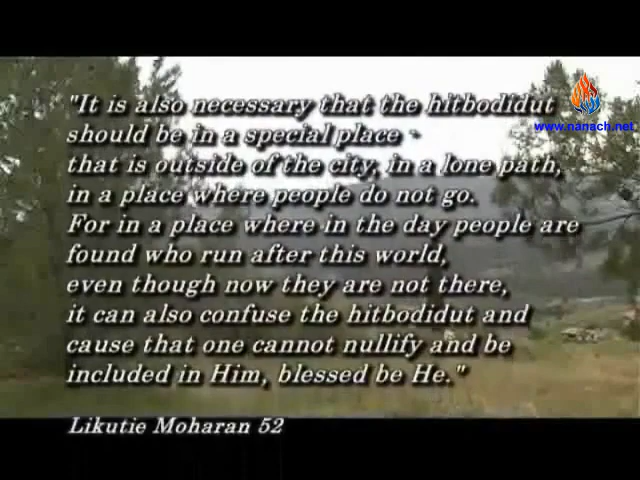 "It is also necessary that the hitbodidut
should be in a special place -
that is outside of the city, in a lone path,
in a place where people do not go.
For in a place where in the day people are
found who run after this world,
even though now they are not there,
it can also confuse the hitbodidut and
cause that one cannot nullify and be
included in Him, blessed be He."
Likutie Moharan 52
www.nanach.net